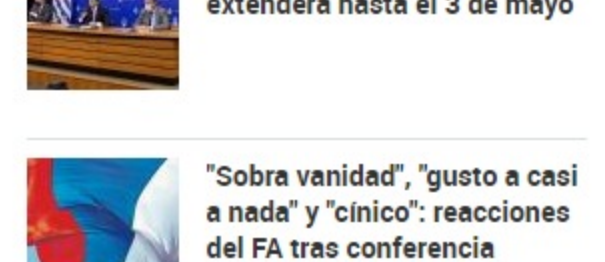 extenderá hasta el 3 de mayo
"Sobra vanidad", "gusto a casi
a nada" y "cínico": reacciones
del FA tras conferencia